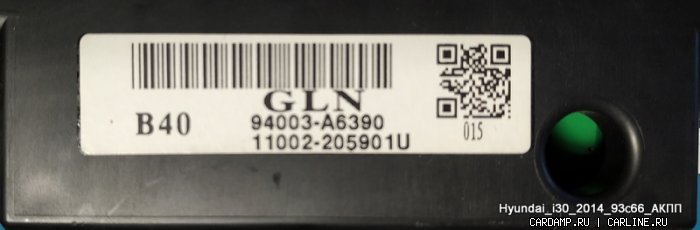 GLN
B40
94003-A6390
11002-205901U
015
Hyundai_i30_2014_93c66_АКПП
CARDAMP.RU / CARLINE.RU